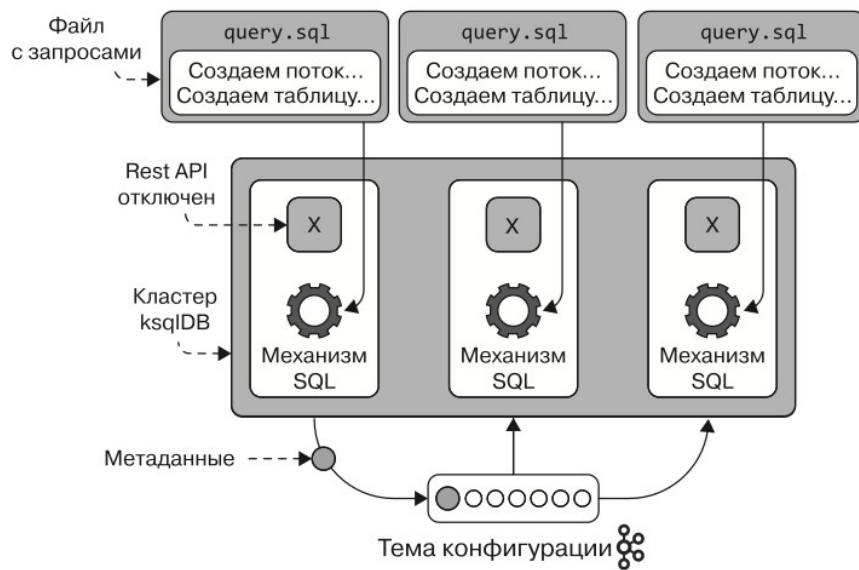 Файл
с запросами
query.sql
Создаем поток...
Создаем таблицу...
query.sql
Создаем поток...
Создаем таблицу...
query.sql
Создаем поток...
Создаем таблицу...
Rest API
отключен
X
X
X
Кластер
ksqlDB
Механизм
SQL
Механизм
SQL
Механизм
SQL
Метаданные
Тема конфигурации